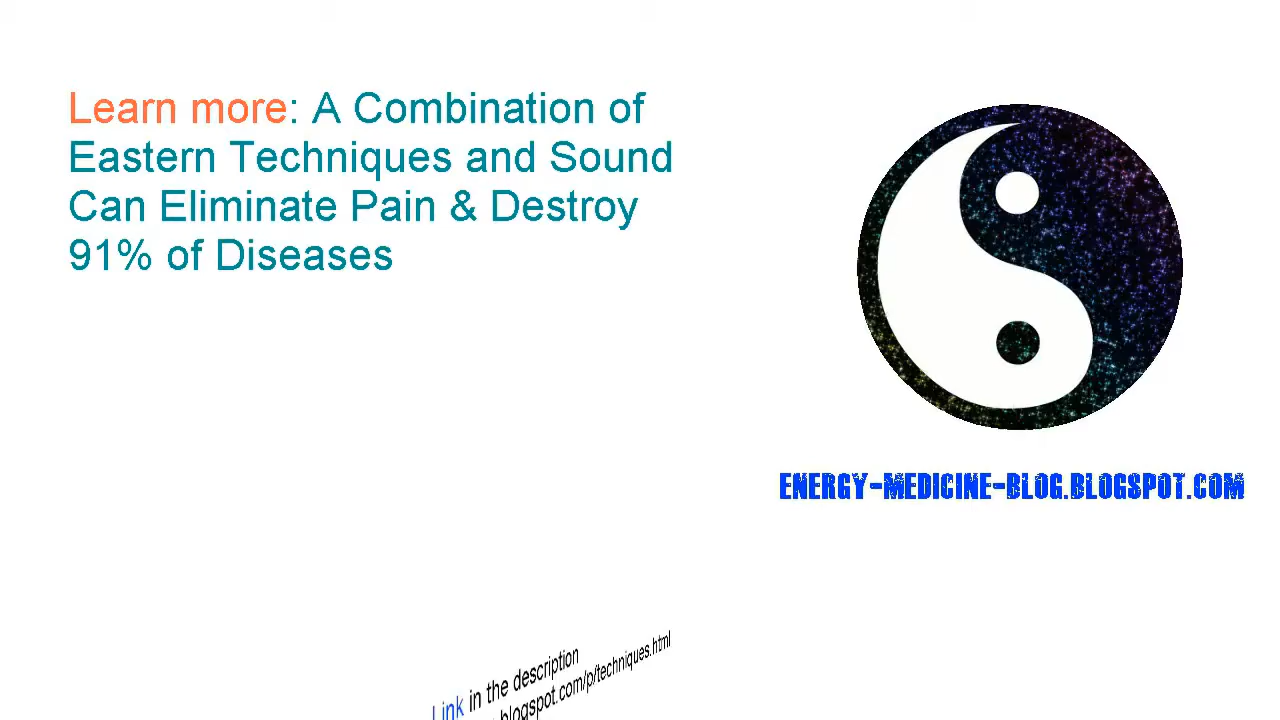 Learn more: A Combination of
Eastern Techniques and Sound
Can Eliminate Pain & Destroy
91% of Diseases
ENERGY-MEDICINE-BLOG.BLOGSPOT.COM
Link in the description
blogspot.com/p/techniques.html